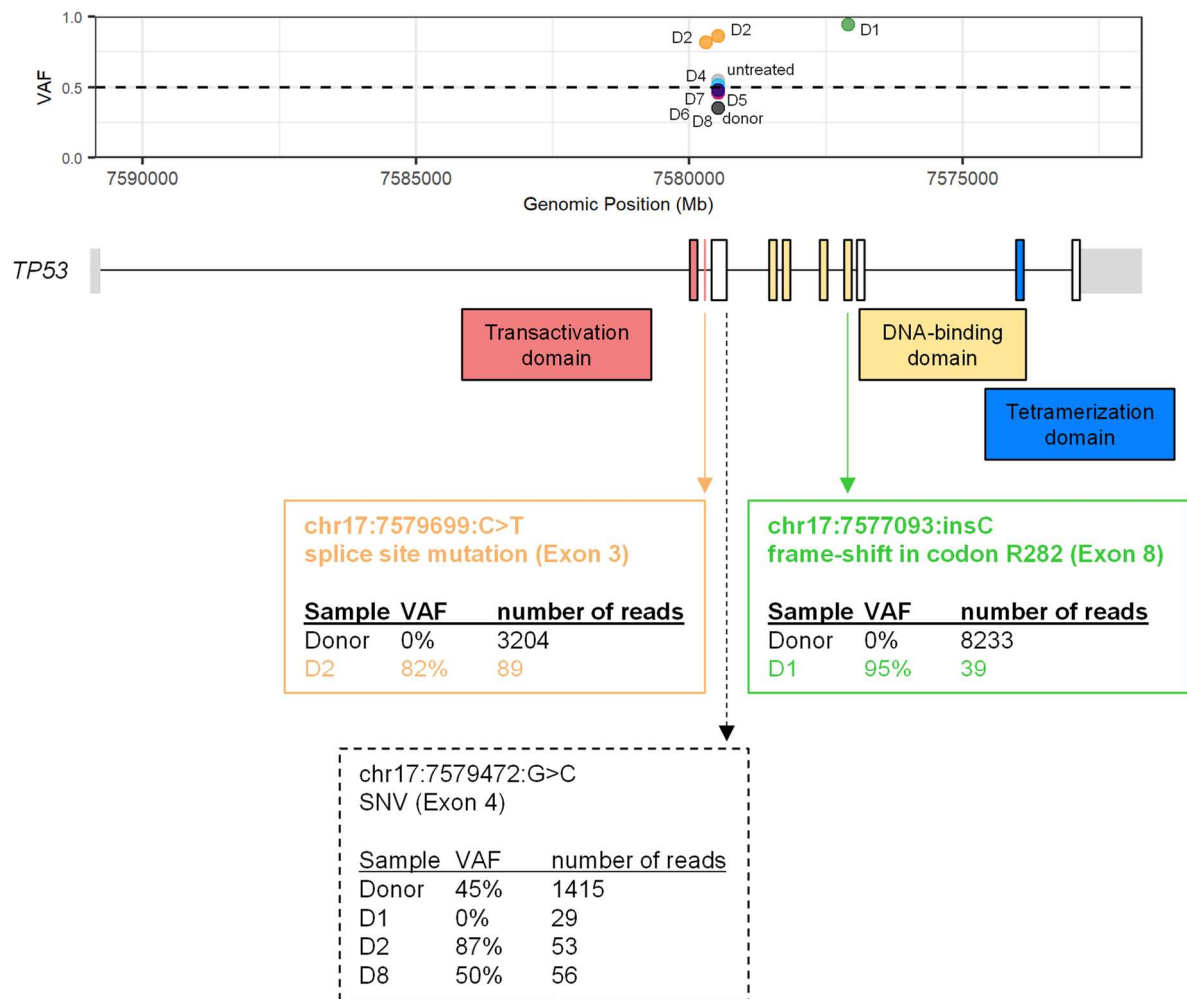 1.0
D2
D2
D1
VAF
D4
untreated
0.5
D7
D5
D6
D8
donor
0.0
7590000
7585000
7580000
7575000
Genomic Position (Mb)
TP53
Transactivation
domain
DNA-binding
domain
Tetramerization
domain
chr17:7579699:C>T
splice site mutation (Exon 3)
Sample VAF number of reads
Donor 0% 3204
D2 82% 89
chr17:7577093:insC
frame-shift in codon R282 (Exon 8)
Sample VAF number of reads
Donor 0% 8233
D1 95% 39
chr17:7579472:G>C
SNV (Exon 4)
Sample VAF number of reads
Donor 45% 1415
D1 0% 29
D2 87% 53
D8 50% 56